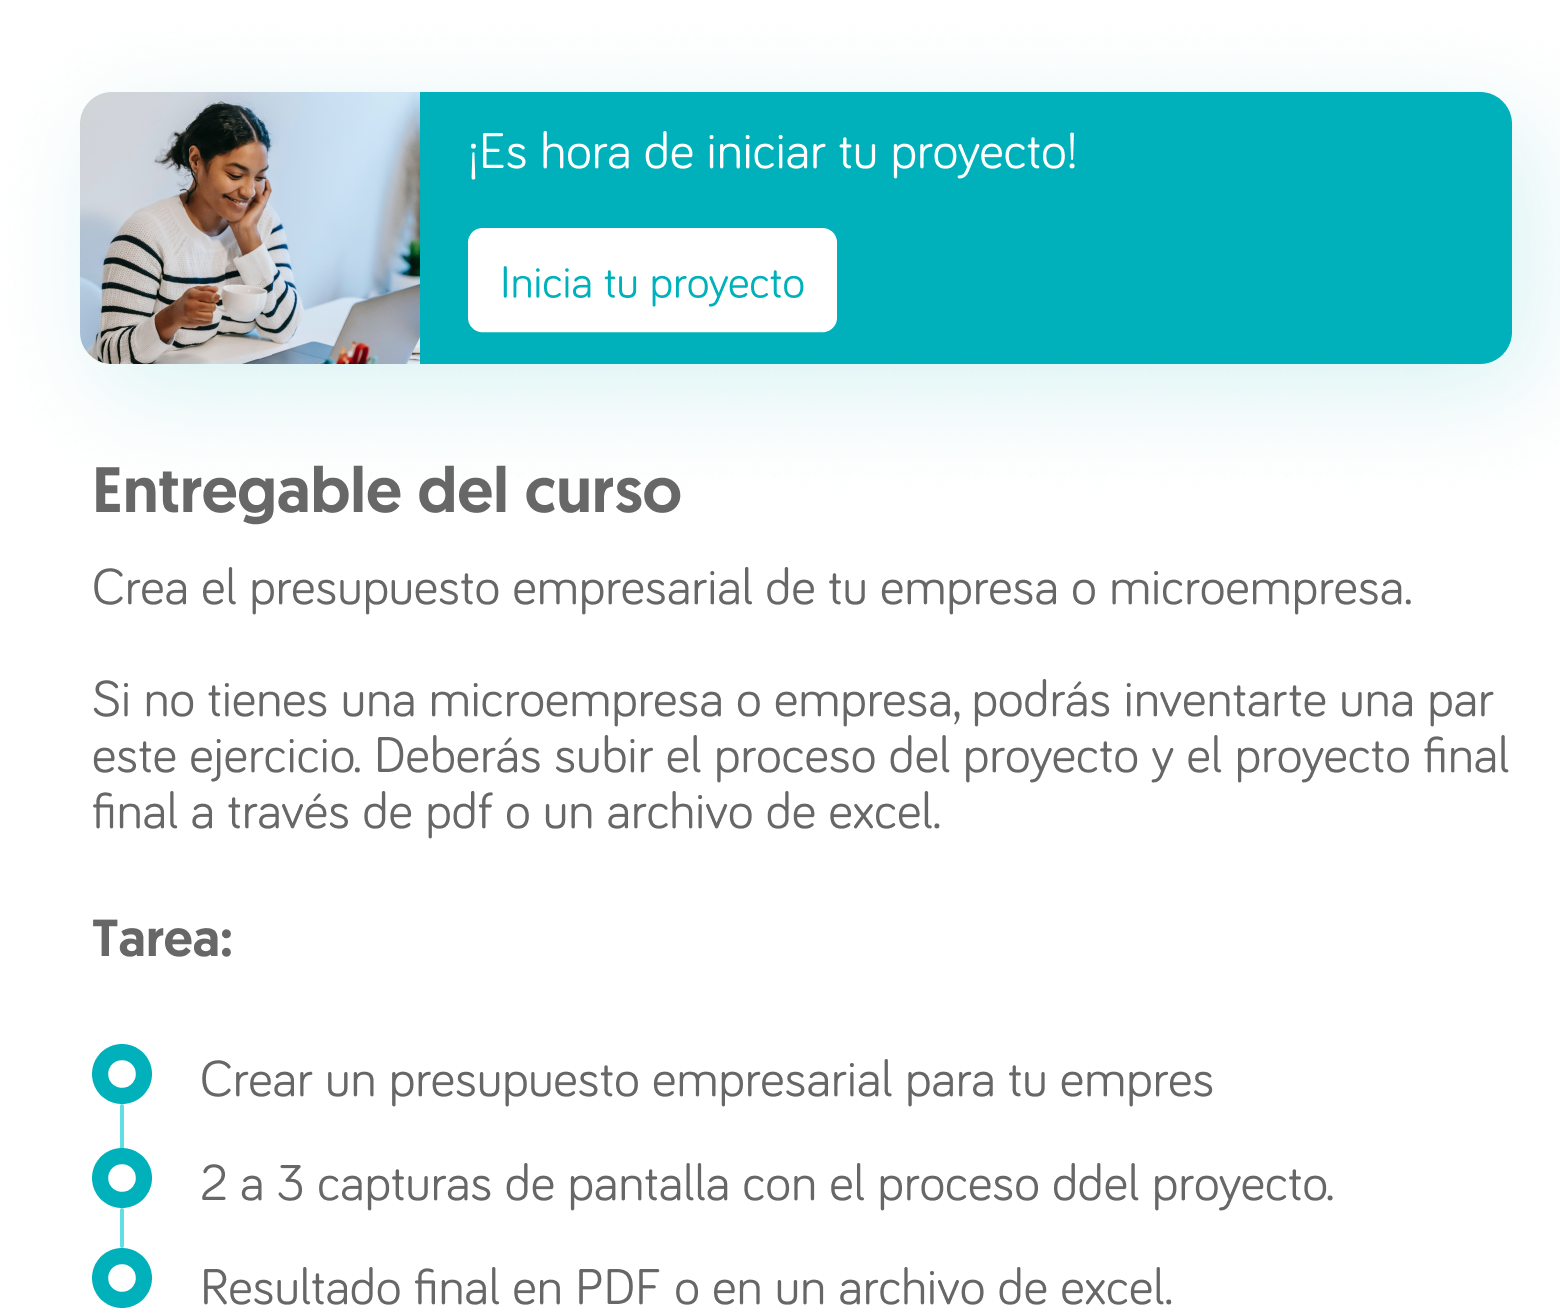 ¡Es hora de iniciar tu proyecto!
Inicia tu proyecto
Entregable del curso
Crea el presupuesto empresarial de tu empresa o microempresa.
Si no tienes una microempresa o empresa, podrás inventarte una par
este ejercicio. Deberás subir el proceso del proyecto y el proyecto final
final a través de pdf o un archivo de excel.
Tarea:
Crear un presupuesto empresarial para tu empres
2 a 3 capturas de pantalla con el proceso ddel proyecto.
Resultado final en PDF o en un archivo de excel.